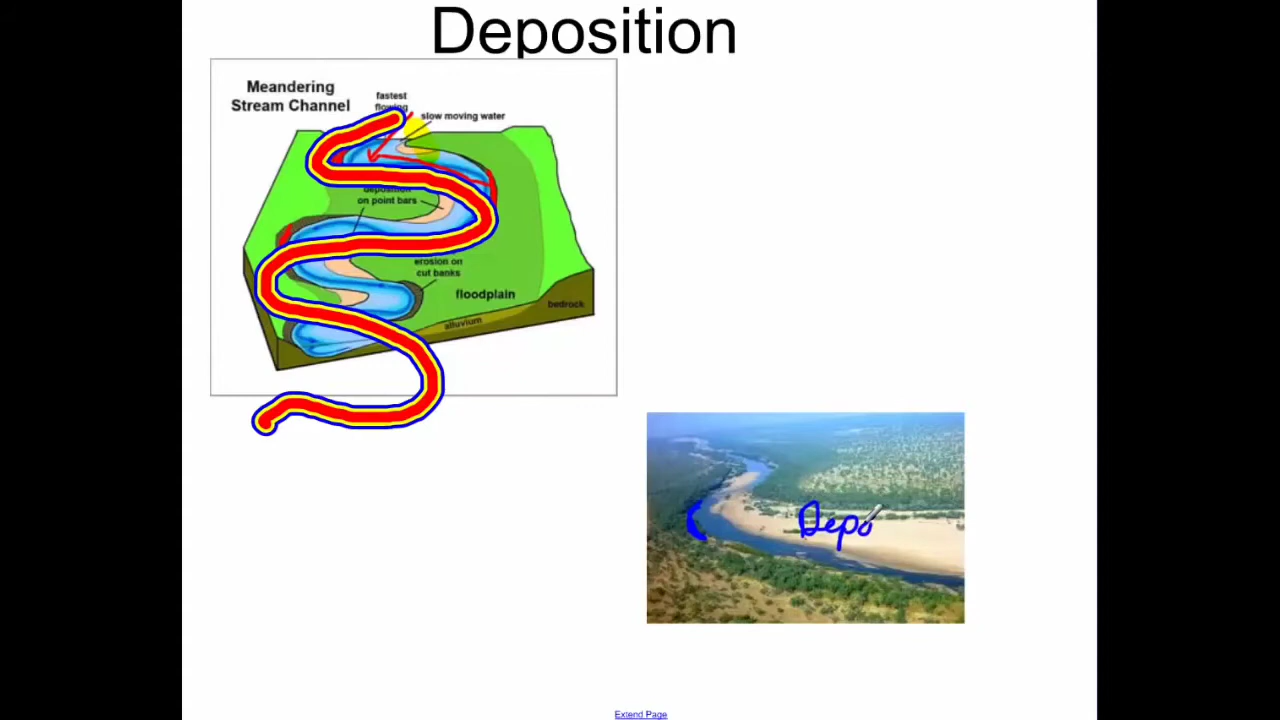 Deposition
Meandering
Stream Channel
fastest
flowing
slow moving water
deposition
on point bars
erosion on
cut banks
floodplain
bedrock
alluvium
Depo
Extend Page